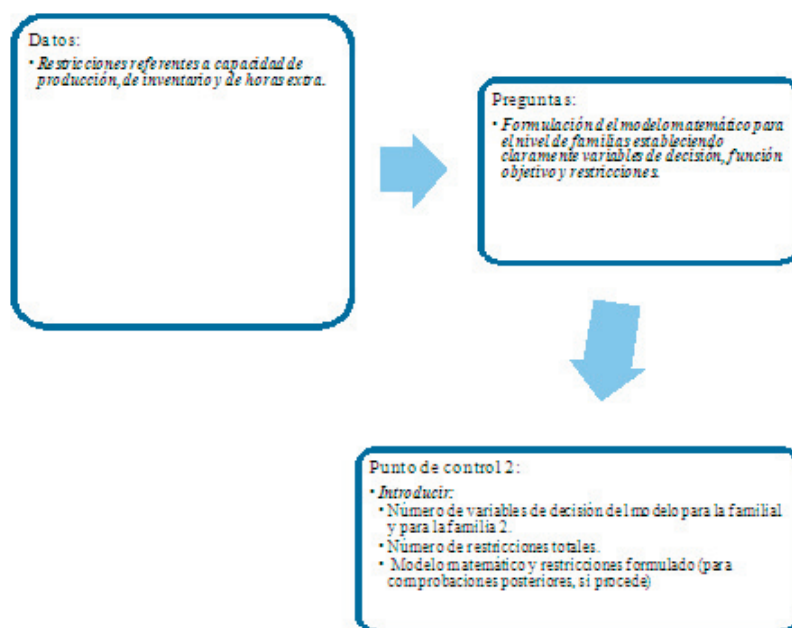 Datos:
• Restricciones referentes a capacidad de
producción, de inventario y de horas extra.
Preguntas:
• Formulación del modelo matemático para
el nivel de familias estableciendo
claramente variables de decisión, función
objetivo y restricciones.
Punto de control 2:
• Introducir:
• Número de variables de decisión del modelo para la familia1
y para la familia 2.
• Número de restricciones totales.
• Modelo matemático y restricciones formulado (para
comprobaciones posteriores, si procede)